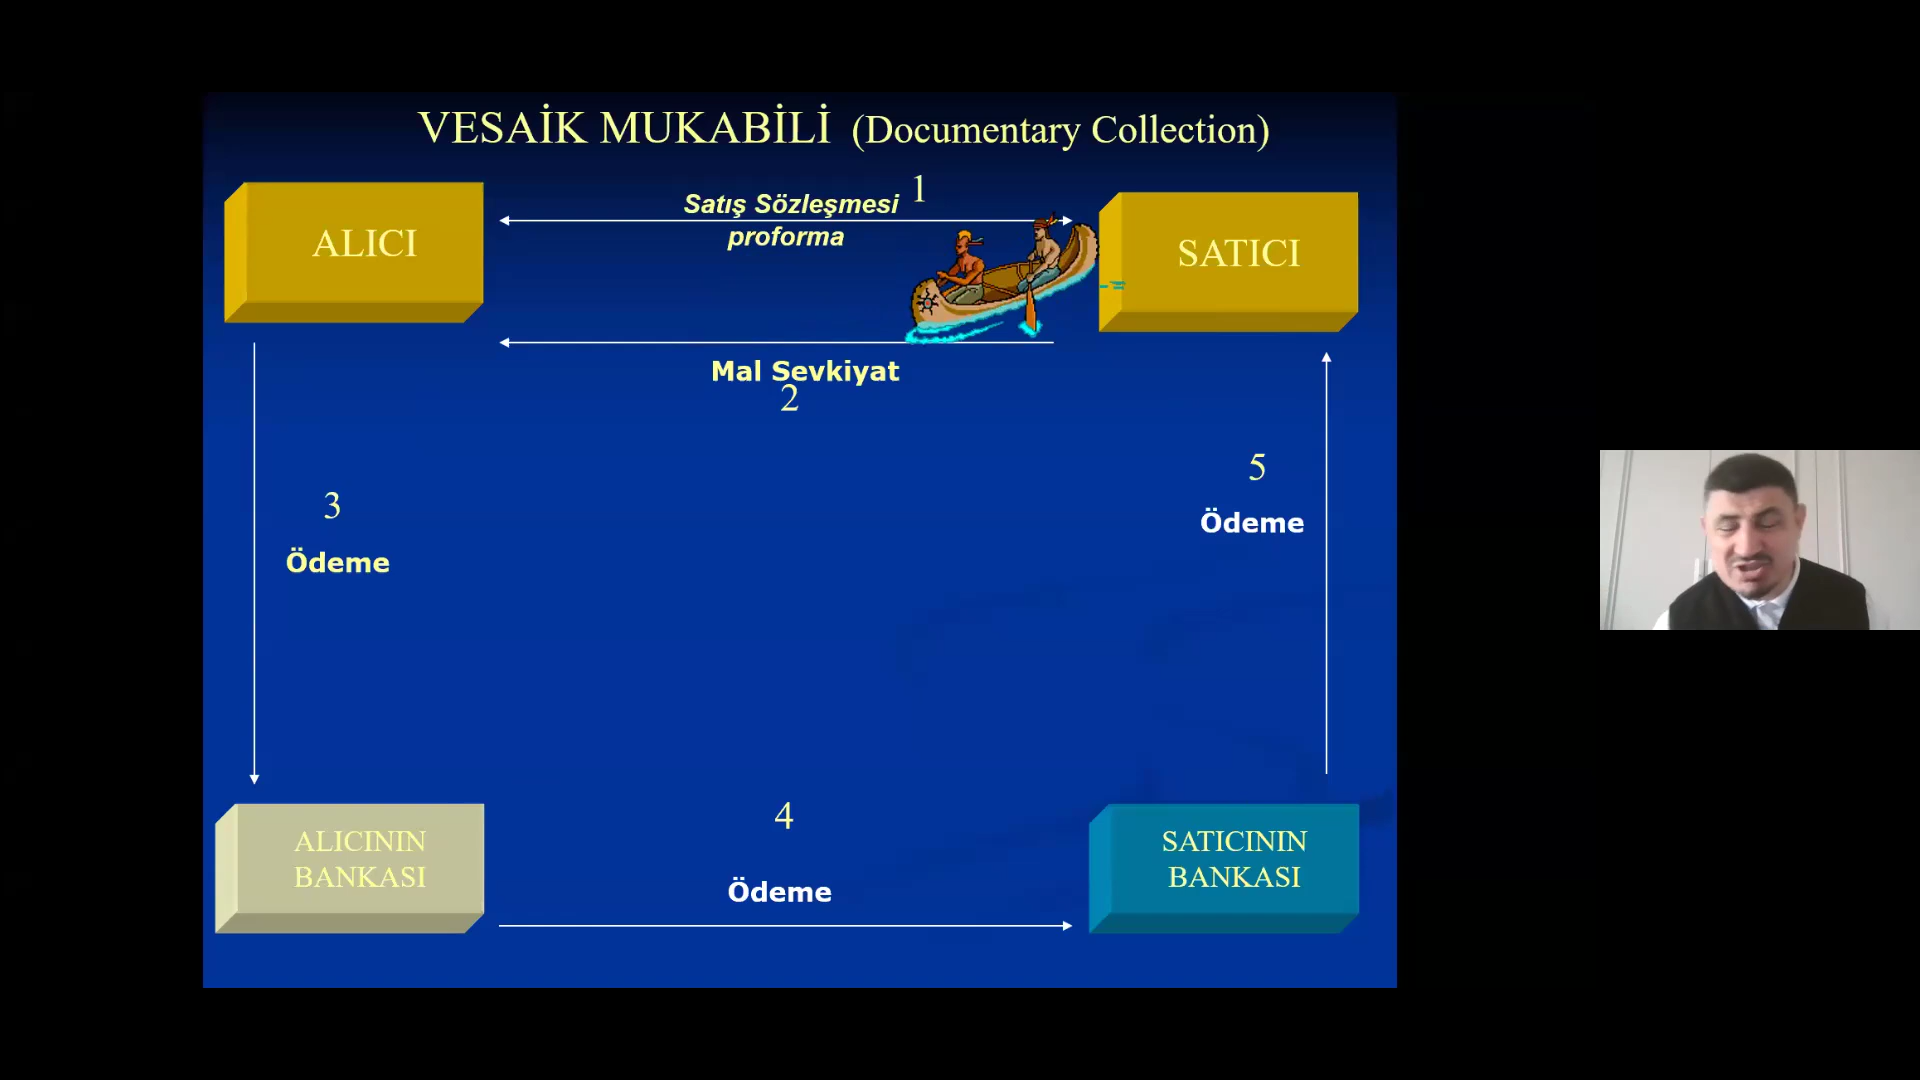 VESAİK MUKABİLİ (Documentary Collection)
1
Satış Sözleşmesi
proforma
ALICI
SATICI
Mal Sevkiyat
2
3
Ödeme
5
Ödeme
4
Ödeme
ALICININ
BANKASI
SATICININ
BANKASI